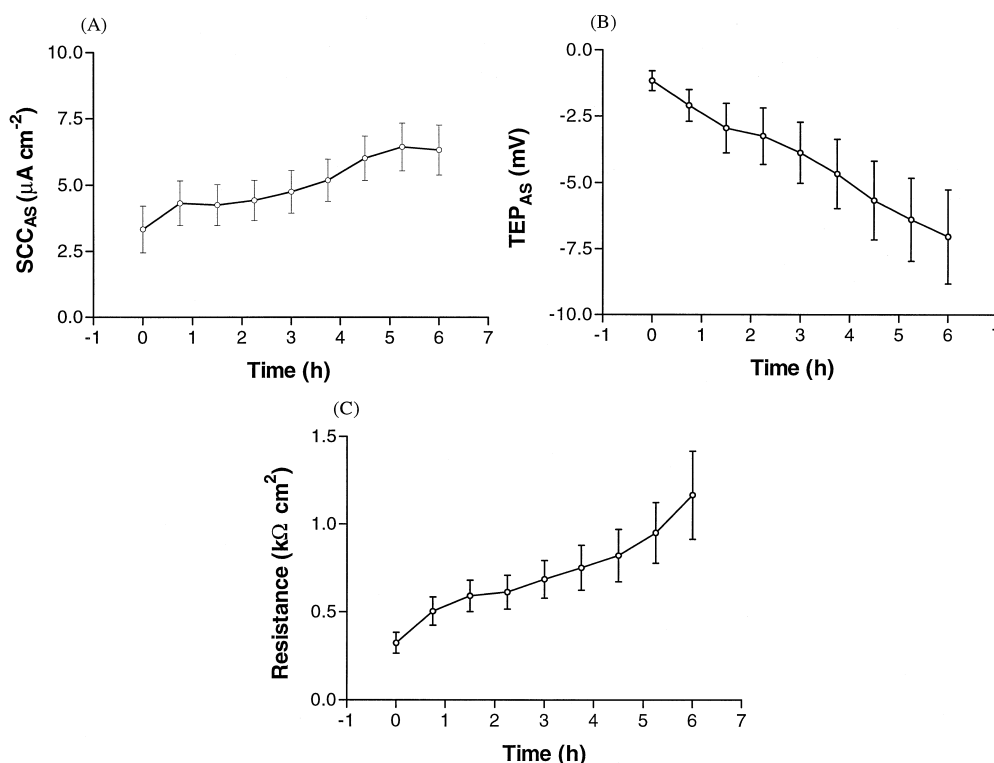 (A)
10.0
7.5
5.0
2.5
0.0
SCC_AS (μA cm⁻²)
-1 0 1 2 3 4 5 6 7
Time (h)
(B)
0.0
-2.5
-5.0
-7.5
-10.0
TEP_AS (mV)
-1 0 1 2 3 4 5 6
Time (h)
(C)
1.5
1.0
0.5
0.0
Resistance (kΩ cm²)
-1 0 1 2 3 4 5 6 7
Time (h)